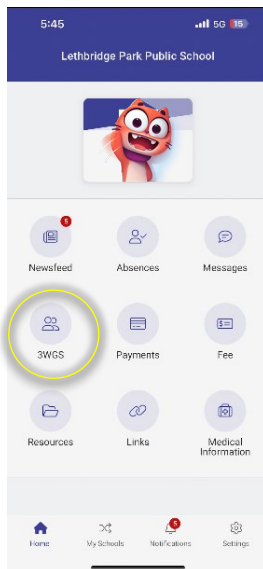 5:45
5G 15
Lethbridge Park Public School
5
Newsfeed
Absences
Messages
3WGS
Payments
Fee
Resources
Links
Medical
Information
5
Home
My Schools
Notifications
Settings